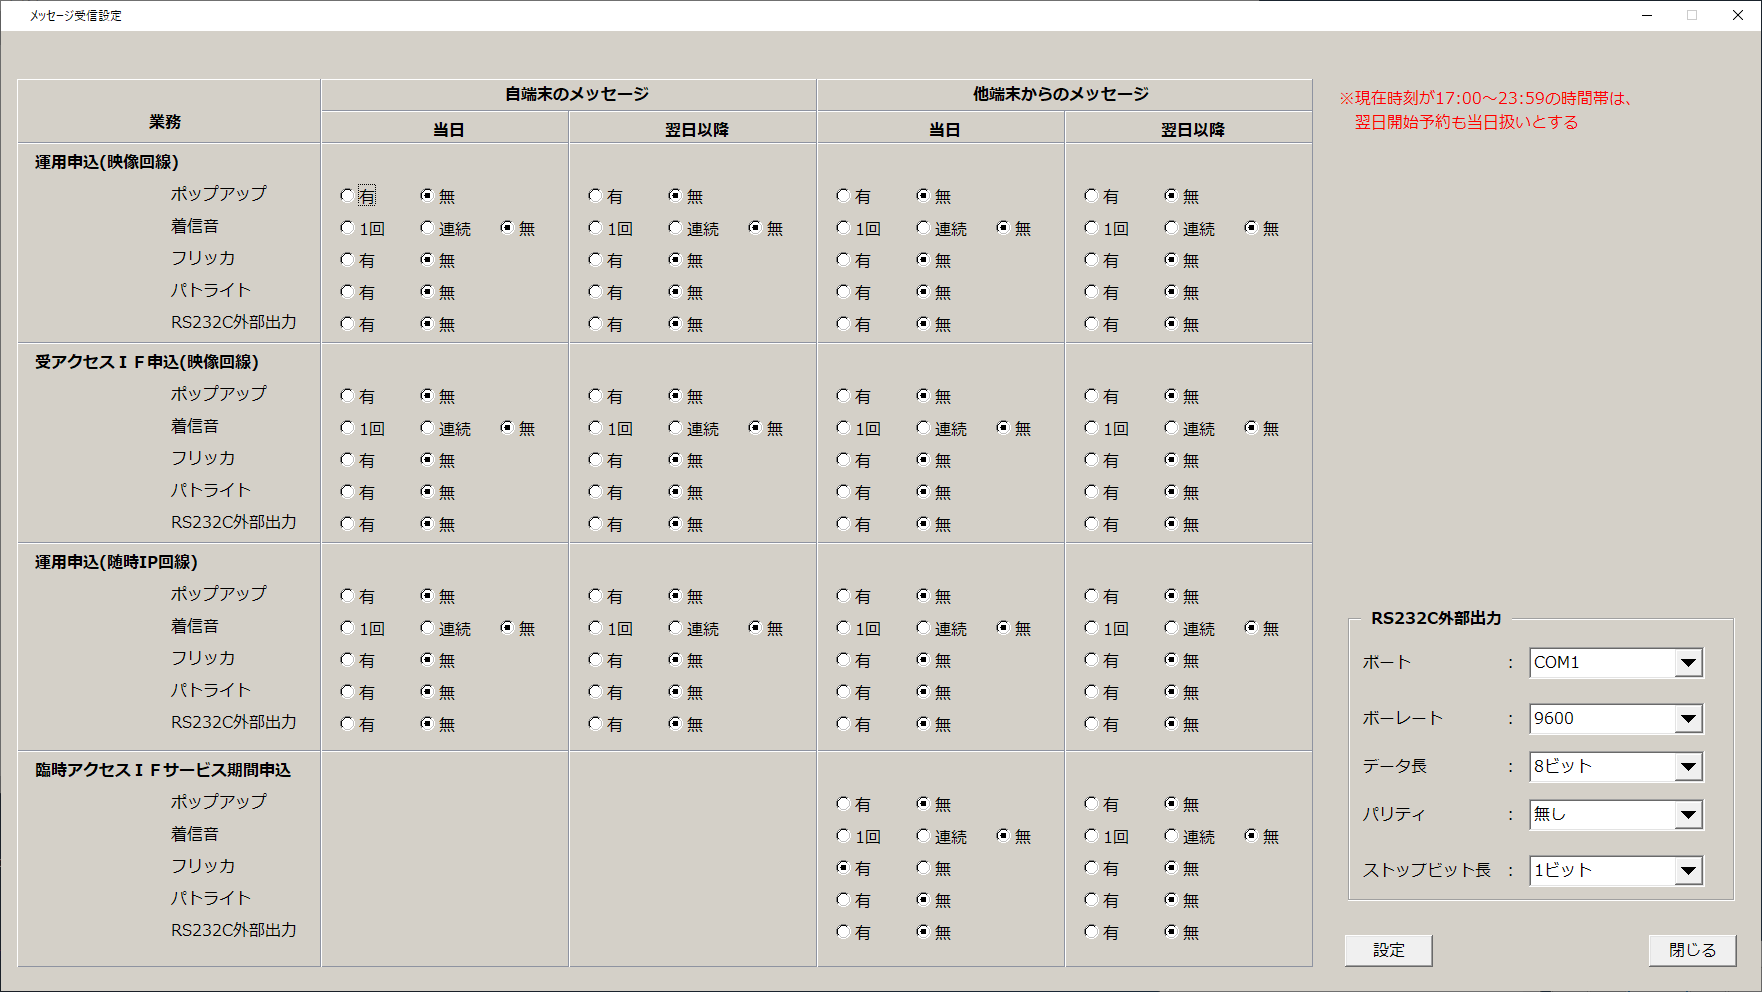 メッセージ受信設定
業務
自端末のメッセージ
他端末からのメッセージ
当日 翌日以降 当日 翌日以降
※現在時刻が17:00～23:59の時間帯は、
翌日開始予約も当日扱いとする
運用申込(映像回線)
ポップアップ 有 無 有 無 有 無 有 無
着信音 1回 連続 無 1回 連続 無 1回 連続 無 1回 連続 無
フリッカ 有 無 有 無 有 無 有 無
パトライト 有 無 有 無 有 無 有 無
RS232C外部出力 有 無 有 無 有 無 有 無
受アクセスＩＦ申込(映像回線)
ポップアップ 有 無 有 無 有 無 有 無
着信音 1回 連続 無 1回 連続 無 1回 連続 無 1回 連続 無
フリッカ 有 無 有 無 有 無 有 無
パトライト 有 無 有 無 有 無 有 無
RS232C外部出力 有 無 有 無 有 無 有 無
運用申込(随時IP回線)
ポップアップ 有 無 有 無 有 無 有 無
着信音 1回 連続 無 1回 連続 無 1回 連続 無 1回 連続 無
フリッカ 有 無 有 無 有 無 有 無
パトライト 有 無 有 無 有 無 有 無
RS232C外部出力 有 無 有 無 有 無 有 無
臨時アクセスＩＦサービス期間申込
ポップアップ 有 無 有 無
着信音 1回 連続 無 1回 連続 無
フリッカ 有 無 有 無
パトライト 有 無 有 無
RS232C外部出力 有 無 有 無
RS232C外部出力
ポート : COM1
ボーレート : 9600
データ長 : 8ビット
パリティ : 無し
ストップビット長 : 1ビット
設定 閉じる